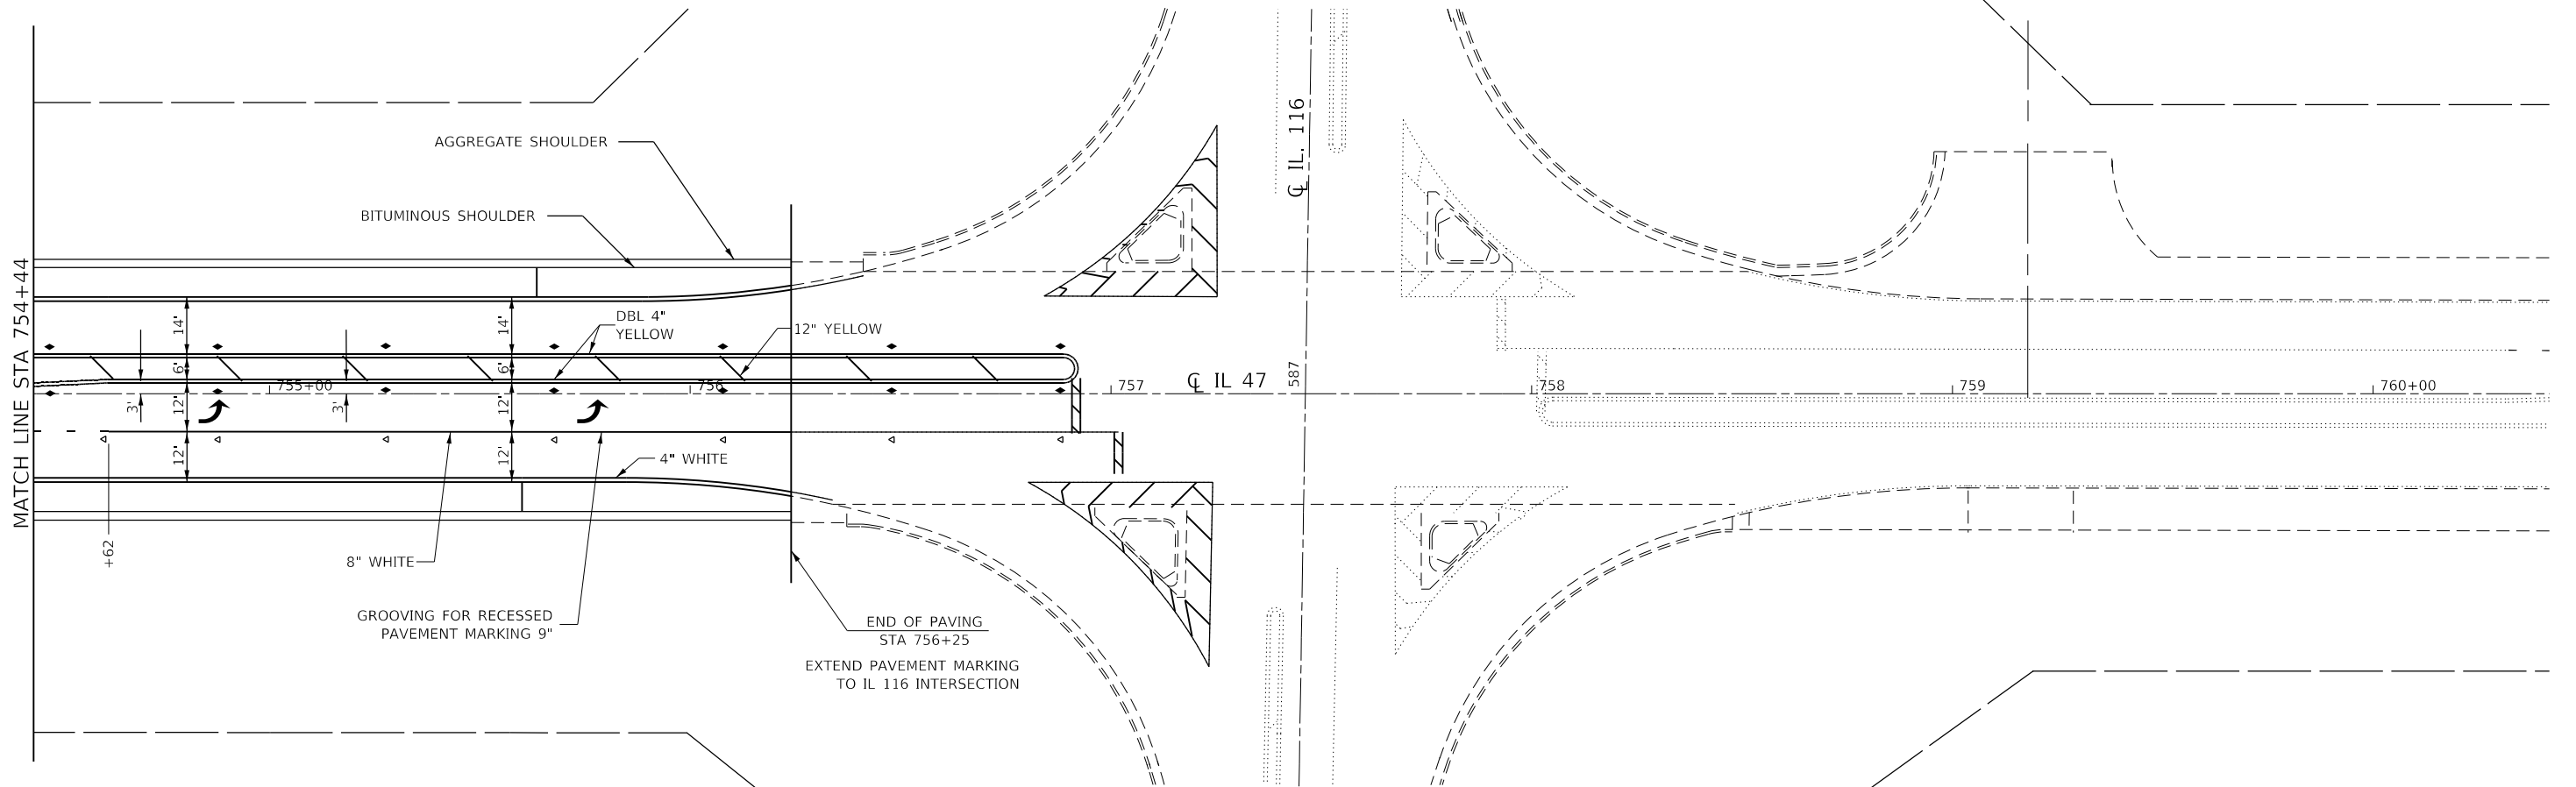 MATCH LINE STA 754+44
AGGREGATE SHOULDER
BITUMINOUS SHOULDER
14'
14'
DBL 4"
YELLOW
12" YELLOW
6'
6'
755+00
756
757
℄ IL 47
587
758
759
760+00
℄ IL. 116
3'
12'
3'
12'
12'
12'
4" WHITE
+62
8" WHITE
GROOVING FOR RECESSED
PAVEMENT MARKING 9"
END OF PAVING
STA 756+25
EXTEND PAVEMENT MARKING
TO IL 116 INTERSECTION